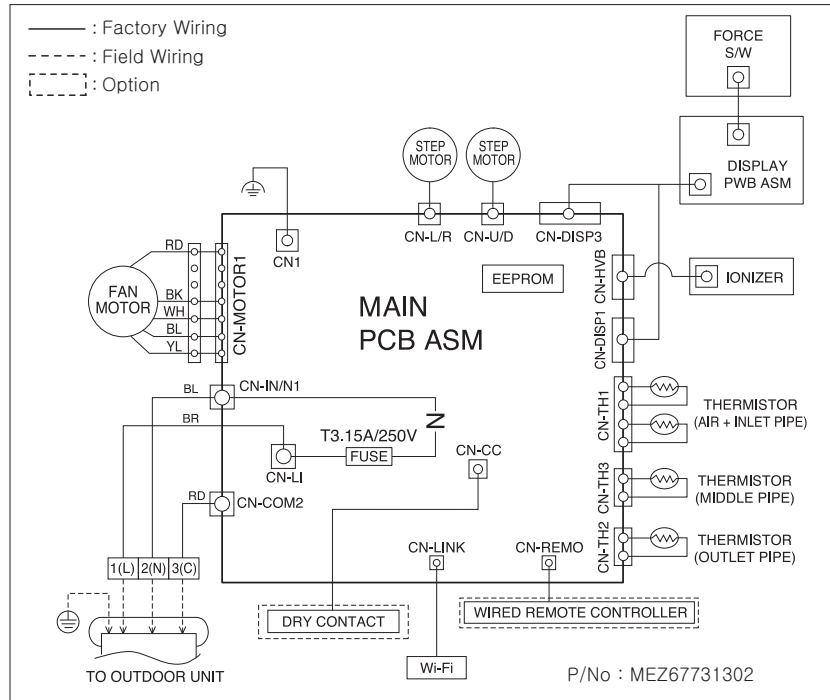 : Factory Wiring
: Field Wiring
: Option
FORCE
S/W
DISPLAY
PWB ASM
STEP
MOTOR
STEP
MOTOR
CN-L/R
CN-U/D
CN-DISP3
CN1
EEPROM
CN-HVB
IONIZER
RD
BK
WH
BL
YL
FAN
MOTOR
CN-MOTOR1
MAIN
PCB ASM
CN-DISP1
CN-TH1
THERMISTOR
(AIR + INLET PIPE)
BL
CN-IN/N1
BR
T3.15A/250V
FUSE
N
CN-LI
CN-CC
CN-TH3
THERMISTOR
(MIDDLE PIPE)
RD
CN-COM2
CN-TH2
THERMISTOR
(OUTLET PIPE)
CN-LINK
CN-REMO
1(L) 2(N) 3(C)
DRY CONTACT
WIRED REMOTE CONTROLLER
Wi-Fi
TO OUTDOOR UNIT
P/No : MEZ67731302